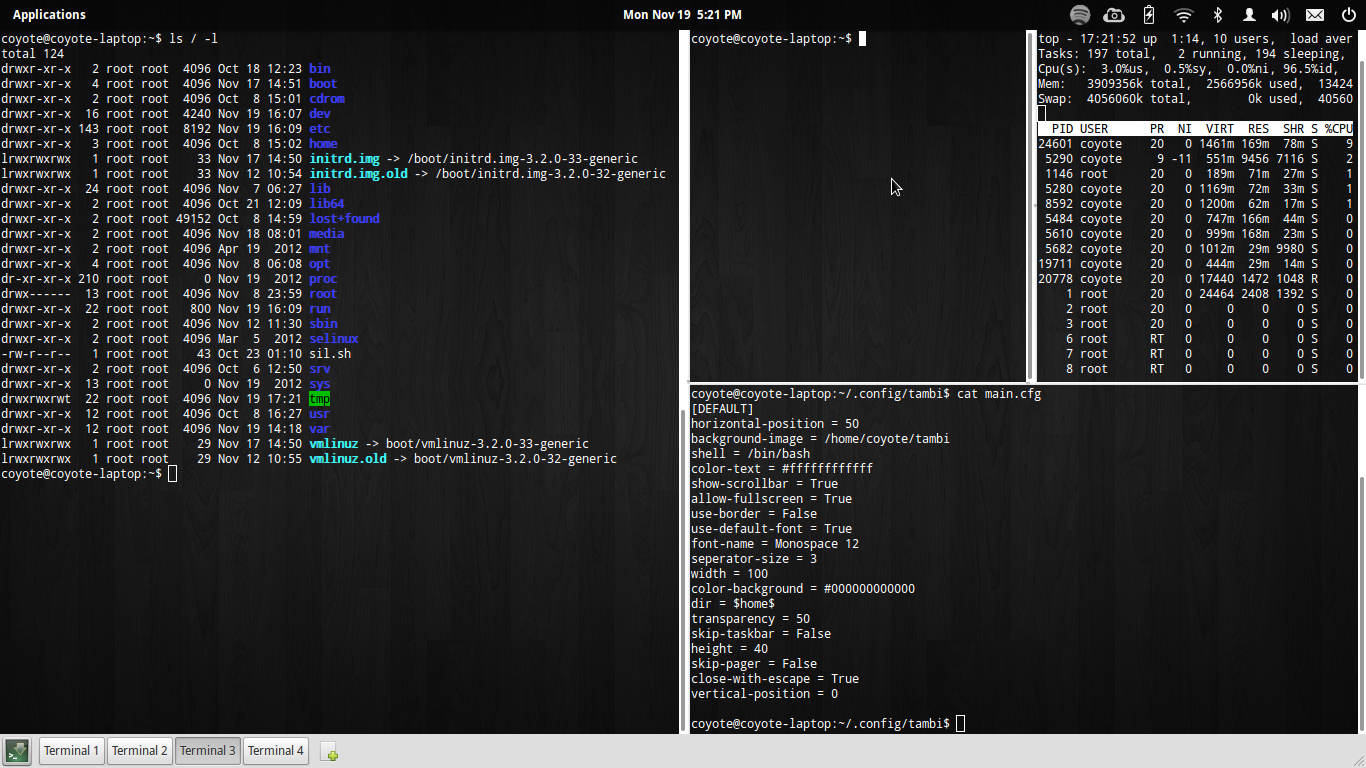 Applications
Mon Nov 19 5:21 PM
coyote@coyote-laptop:~$ ls / -l
total 124
drwxr-xr-x 2 root root 4096 Oct 18 12:23 bin
drwxr-xr-x 4 root root 4096 Nov 17 14:51 boot
drwxr-xr-x 2 root root 4096 Oct 8 15:01 cdrom
drwxr-xr-x 16 root root 4240 Nov 19 16:07 dev
drwxr-xr-x 143 root root 8192 Nov 19 16:09 etc
drwxr-xr-x 3 root root 4096 Oct 8 15:02 home
lrwxrwxrwx 1 root root 33 Nov 17 14:50 initrd.img -> /boot/initrd.img-3.2.0-33-generic
lrwxrwxrwx 1 root root 33 Nov 12 10:54 initrd.img.old -> /boot/initrd.img-3.2.0-32-generic
drwxr-xr-x 24 root root 4096 Nov 7 06:27 lib
drwxr-xr-x 2 root root 4096 Oct 21 12:09 lib64
drwxr-xr-x 2 root root 49152 Oct 8 14:59 lost+found
drwxr-xr-x 2 root root 4096 Nov 18 08:01 media
drwxr-xr-x 2 root root 4096 Apr 19 2012 mnt
drwxr-xr-x 4 root root 4096 Nov 8 06:08 opt
dr-xr-xr-x 210 root root 0 Nov 19 2012 proc
drwx------ 13 root root 4096 Nov 8 23:59 root
drwxr-xr-x 22 root root 800 Nov 19 16:09 run
drwxr-xr-x 2 root root 4096 Nov 12 11:30 sbin
drwxr-xr-x 2 root root 4096 Mar 5 2012 selinux
-rw-r--r-- 1 root root 43 Oct 23 01:10 sil.sh
drwxr-xr-x 2 root root 4096 Oct 6 12:50 srv
drwxr-xr-x 13 root root 0 Nov 19 2012 sys
drwxrwxrwt 22 root root 4096 Nov 19 17:21 tmp
drwxr-xr-x 12 root root 4096 Oct 8 16:27 usr
drwxr-xr-x 12 root root 4096 Nov 19 14:18 var
lrwxrwxrwx 1 root root 29 Nov 17 14:50 vmlinuz -> boot/vmlinuz-3.2.0-33-generic
lrwxrwxrwx 1 root root 29 Nov 12 10:55 vmlinuz.old -> boot/vmlinuz-3.2.0-32-generic
coyote@coyote-laptop:~$
coyote@coyote-laptop:~$
top - 17:21:52 up 1:14, 10 users, load aver
Tasks: 197 total, 2 running, 194 sleeping,
Cpu(s): 3.0%us, 0.5%sy, 0.0%ni, 96.5%id,
Mem: 3909356k total, 2566956k used, 13424
Swap: 4056060k total, 0k used, 40560
PID USER PR NI VIRT RES SHR S %CPU
24601 coyote 20 0 1461m 169m 78m S 9
5290 coyote 9 -11 551m 9456 7116 S 2
1146 root 20 0 189m 71m 27m S 1
5280 coyote 20 0 1169m 72m 33m S 1
8592 coyote 20 0 1200m 62m 17m S 1
5484 coyote 20 0 747m 166m 44m S 0
5610 coyote 20 0 999m 168m 23m S 0
5682 coyote 20 0 1012m 29m 9980 S 0
19711 coyote 20 0 444m 29m 14m S 0
20778 coyote 20 0 17440 1472 1048 R 0
1 root 20 0 24464 2408 1392 S 0
2 root 20 0 0 0 0 S 0
3 root 20 0 0 0 0 S 0
6 root RT 0 0 0 0 S 0
7 root RT 0 0 0 0 S 0
8 root RT 0 0 0 0 S 0
coyote@coyote-laptop:~/.config/tambi$ cat main.cfg
[DEFAULT]
horizontal-position = 50
background-image = /home/coyote/tambi
shell = /bin/bash
color-text = #ffffffffffff
show-scrollbar = True
allow-fullscreen = True
use-border = False
use-default-font = True
font-name = Monospace 12
seperator-size = 3
width = 100
color-background = #000000000000
dir = $home$
transparency = 50
skip-taskbar = False
height = 40
skip-pager = False
close-with-escape = True
vertical-position = 0
coyote@coyote-laptop:~/.config/tambi$
Terminal 1
Terminal 2
Terminal 3
Terminal 4